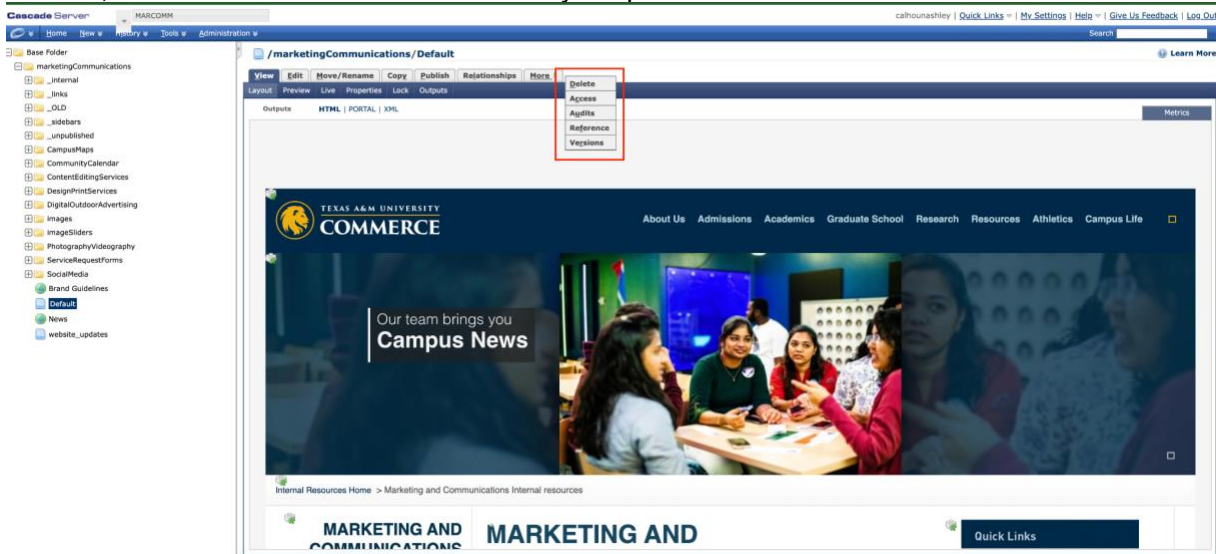 Cascade Server MARCOMM calhounashley | Quick Links | My Settings | Help | Give Us Feedback | Log Out
Home New History Tools Administration Search
Base Folder
marketingCommunications
_internal
_links
_OLD
_sidebars
_unpublished
CampusMaps
CommunityCalendar
ContentEditingServices
DesignPrintServices
DigitalOutdoorAdvertising
images
imageSliders
PhotographyVideography
ServiceRequestForms
SocialMedia
Brand Guidelines
Default
News
website_updates
/marketingCommunications/Default Learn More
View Edit Move/Rename Copy Publish Relationships More
Layout Preview Live Properties Lock Outputs
Delete
Access
Audits
Reference
Versions
Outputs HTML | PORTAL | XML Metrics
TEXAS A&M UNIVERSITY
COMMERCE
About Us Admissions Academics Graduate School Research Resources Athletics Campus Life
Our team brings you
Campus News
Internal Resources Home > Marketing and Communications Internal resources
MARKETING AND
COMMUNICATIONS
MARKETING AND
Quick Links